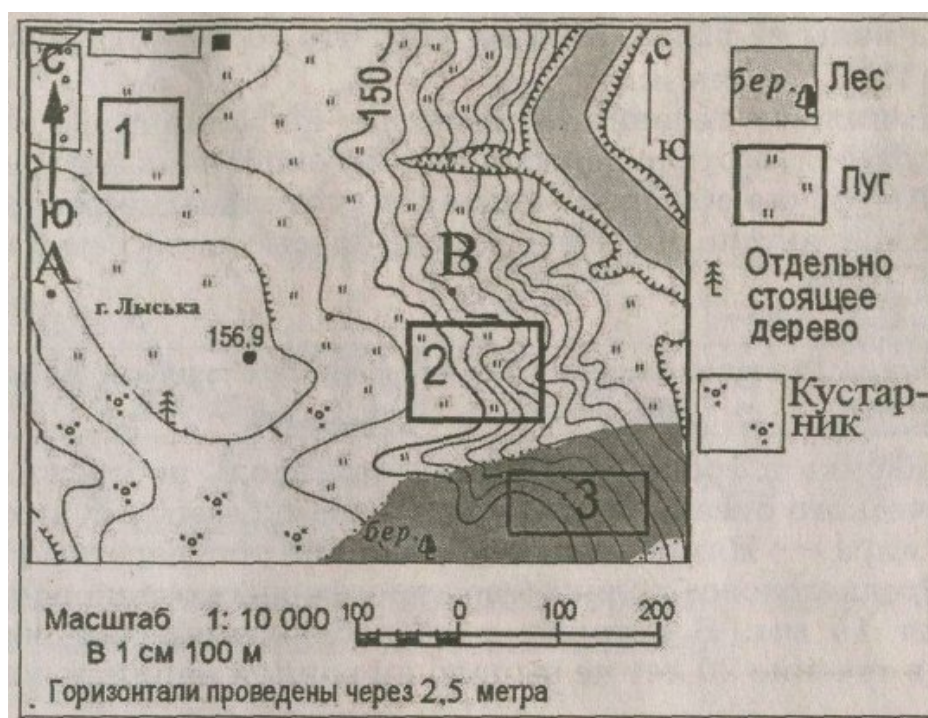 С
Ю
А
1
г. Лыська
156,9
150
В
2
3
бер.
С
Ю
бер.
Лес
Луг
Отдельно
стоящее
дерево
Кустар-
ник
Масштаб 1: 10 000
В 1 см 100 м
100 0 100 200
Горизонтали проведены через 2,5 метра